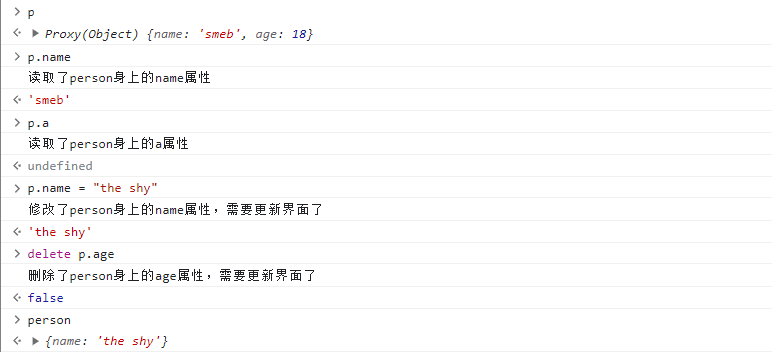 > p
<· ▶ Proxy(Object) {name: 'smeb', age: 18}
> p.name
读取了person身上的name属性
<· 'smeb'
> p.a
读取了person身上的a属性
<· undefined
> p.name = "the shy"
修改了person身上的name属性，需要更新界面了
<· 'the shy'
> delete p.age
删除了person身上的age属性，需要更新界面了
<· false
> person
<· ▶ {name: 'the shy'}